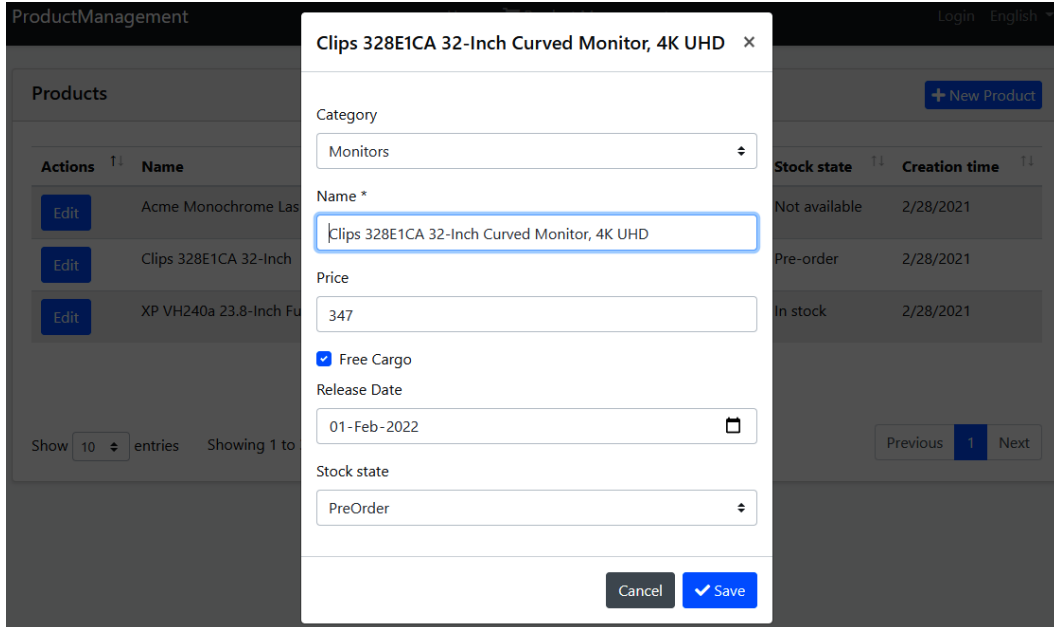 ProductManagement
Login English
Products
New Product
Actions Name Stock state Creation time
Edit Acme Monochrome Las Not available 2/28/2021
Edit Clips 328E1CA 32-Inch Pre-order 2/28/2021
Edit XP VH240a 23.8-Inch Fu In stock 2/28/2021
Show 10 entries Showing 1 to
Previous 1 Next
Clips 328E1CA 32-Inch Curved Monitor, 4K UHD ×
Category
Monitors
Name *
Clips 328E1CA 32-Inch Curved Monitor, 4K UHD
Price
347
Free Cargo
Release Date
01-Feb-2022
Stock state
PreOrder
Cancel Save